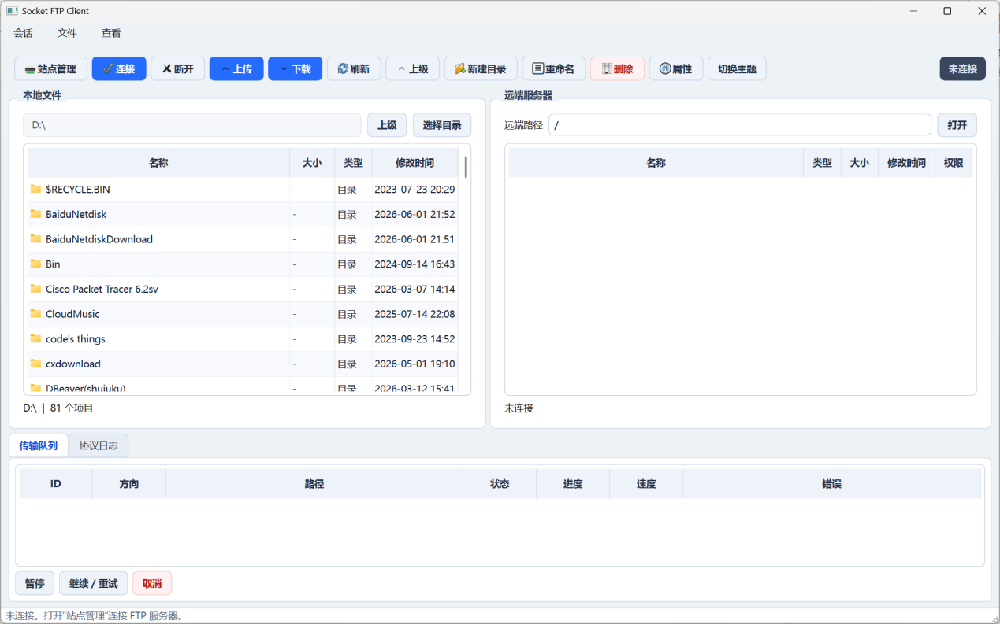 Socket FTP Client
会话 文件 查看
站点管理 连接 断开 上传 下载 刷新 上级 新建目录 重命名 删除 属性 切换主题 未连接
本地文件
D:\ 上级 选择目录
名称 大小 类型 修改时间
$RECYCLE.BIN - 目录 2023-07-23 20:29
BaiduNetdisk - 目录 2026-06-01 21:52
BaiduNetdiskDownload - 目录 2026-06-01 21:51
Bin - 目录 2024-09-14 16:43
Cisco Packet Tracer 6.2sv - 目录 2026-03-07 14:14
CloudMusic - 目录 2025-07-14 22:08
code's things - 目录 2023-09-23 14:52
cxdownload - 目录 2026-05-01 19:10
DBeaver(shujuku) - 目录 2026-03-12 15:41
D:\ | 81 个项目
远端服务器
远端路径 / 打开
名称 类型 大小 修改时间 权限
未连接
传输队列 协议日志
ID 方向 路径 状态 进度 速度 错误
暂停 继续 / 重试 取消
未连接。打开"站点管理"连接 FTP 服务器。